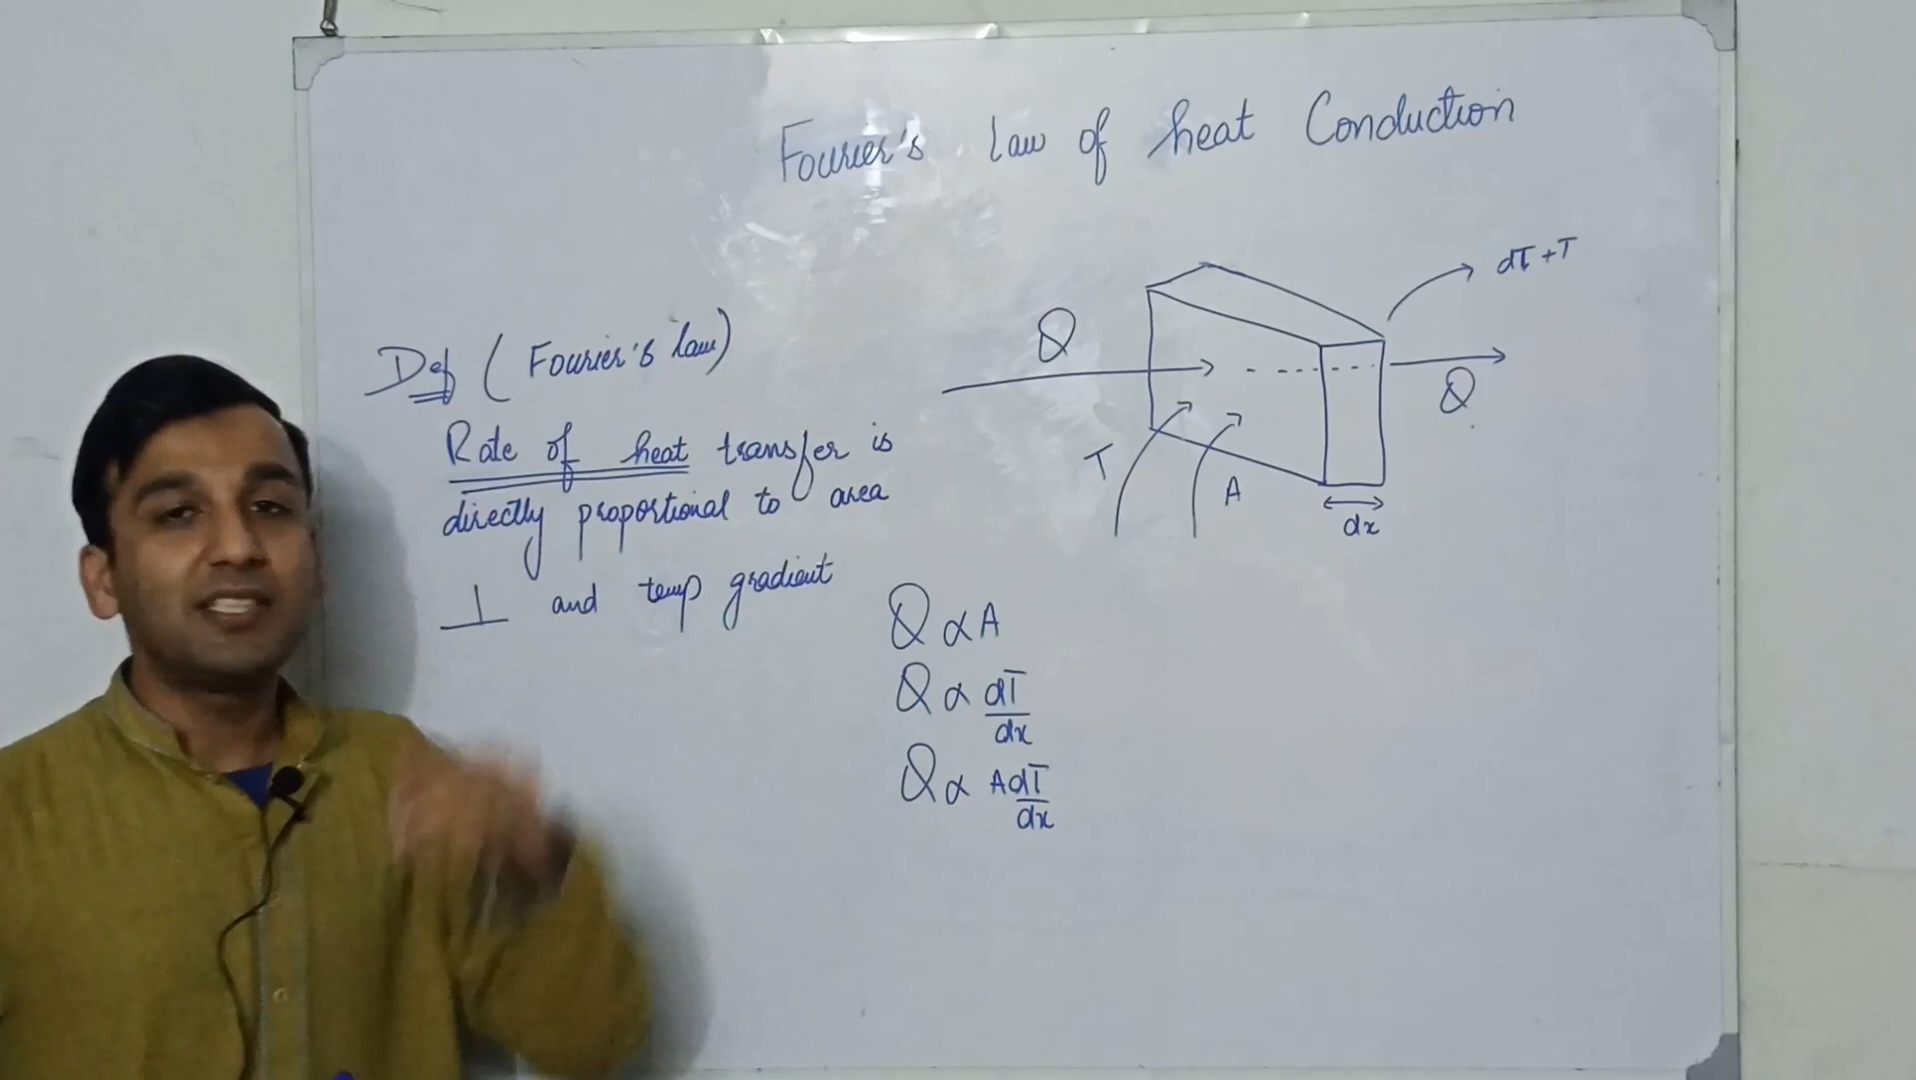 Fourier's law of heat Conduction
dT + T
Def ( Fourier's law)
Q
Q
Rate of heat transfer is
T
A
directly proportional to area
dx
⊥ and temp gradient
Q ∝ A
Q ∝ dT
dx
Q ∝ A dT
dx